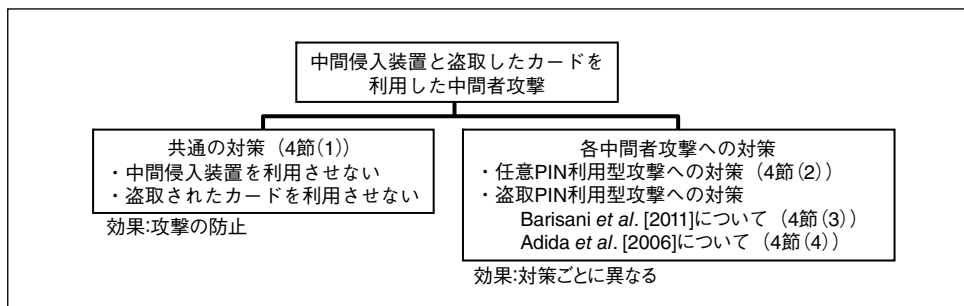 中間侵入装置と盗取したカードを
利用した中間者攻撃
共通の対策（4節（1））
・中間侵入装置を利用させない
・盗取されたカードを利用させない
効果:攻撃の防止
各中間者攻撃への対策
・任意PIN利用型攻撃への対策（4節（2））
・盗取PIN利用型攻撃への対策
Barisani et al. [2011]について（4節（3））
Adida et al. [2006]について（4節（4））
効果:対策ごとに異なる